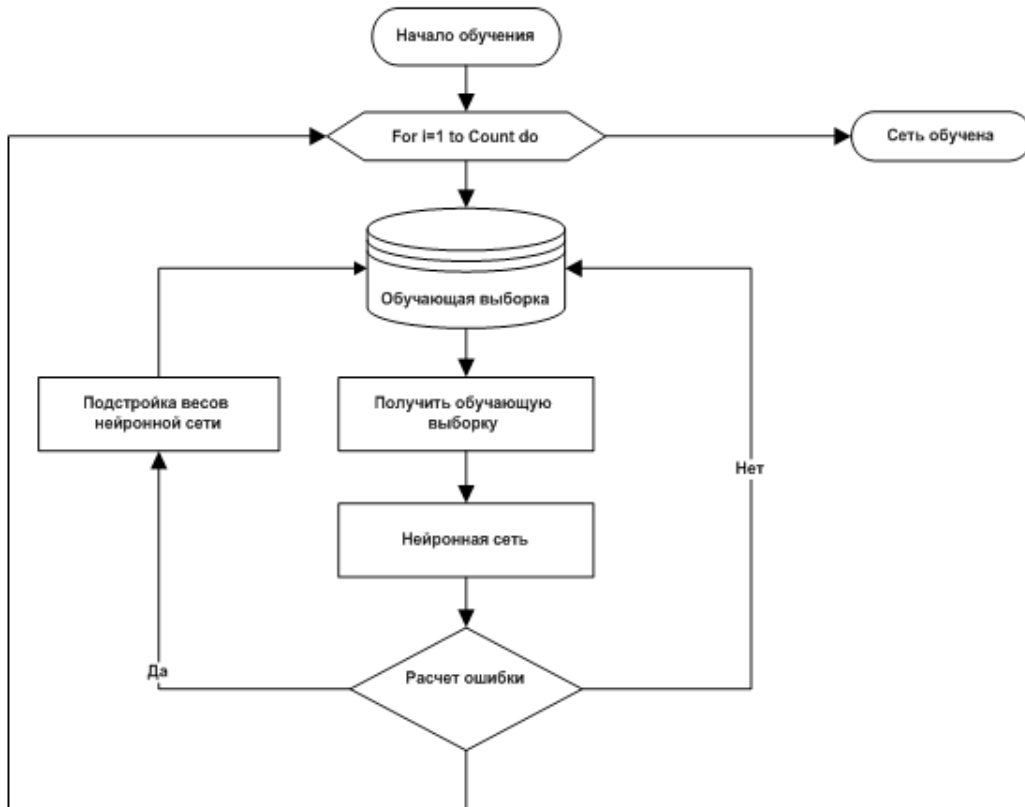 Начало обучения
For i=1 to Count do
Сеть обучена
Обучающая выборка
Подстройка весов
нейронной сети
Получить обучающую
выборку
Нет
Нейронная сеть
Да
Расчет ошибки